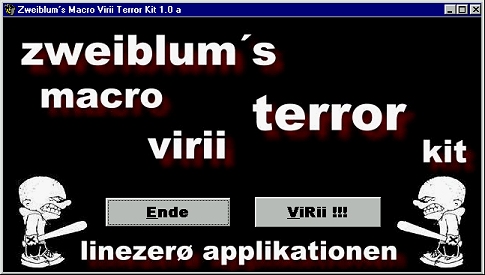 Zweiblum´s Macro Virii Terror Kit 1.0 a
zweiblum´s
macro
terror
virii
kit
Ende
ViRii !!!
linezerø applikationen